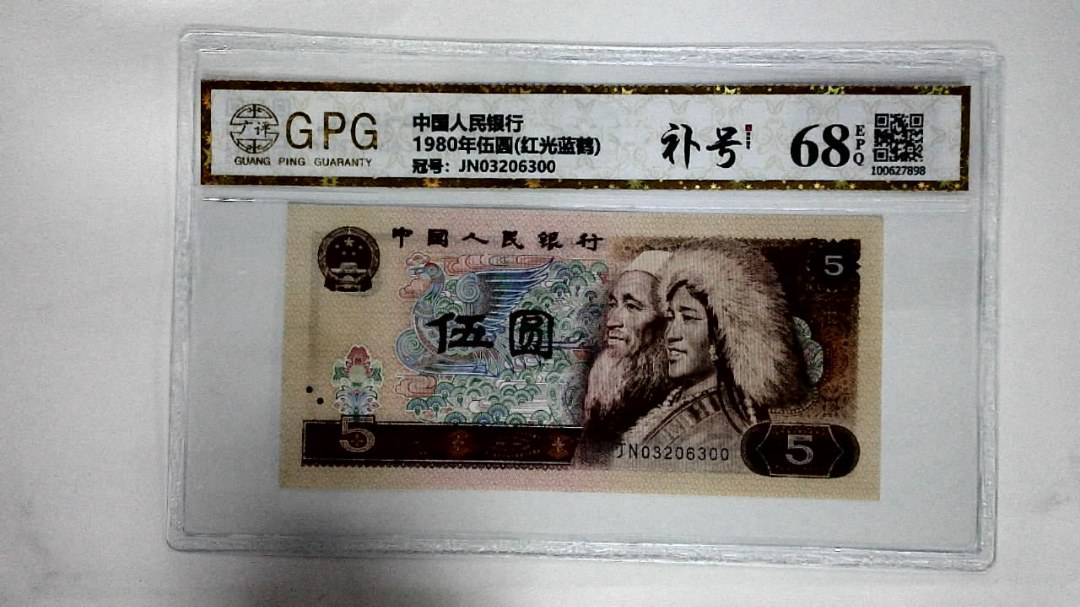 广评
GPG
GUANG PING GUARANTY
中国人民银行
1980年伍圆(红光蓝鹤)
冠号: JN03206300
补号
68
EPQ
100627898
中國人民銀行
5
伍圆
5
JN03206300
5